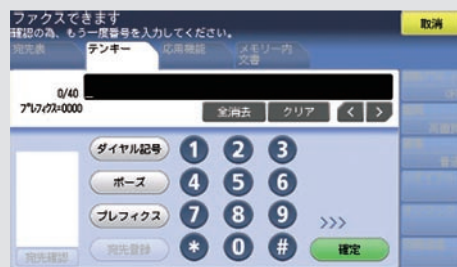 ファクスできます
確認の為、もう一度番号を入力してください。
取消
宛先表
テンキー
応用機能
メモリー内
文書
0/40
_
プレフィクス=0000
全消去
クリア
<
>
ダイヤル記号
1
2
3
ポーズ
4
5
6
プレフィクス
7
8
9
>>>
宛先確認
宛先登録
*
0
#
確定